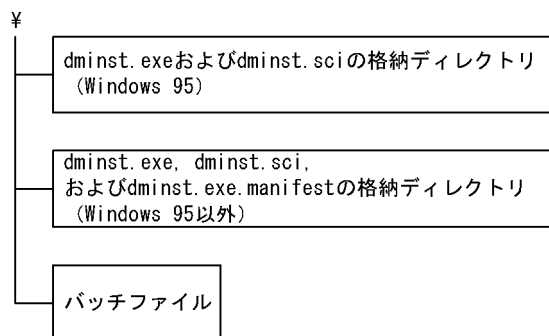 ¥
dminst.exeおよびdminst.sciの格納ディレクトリ
(Windows 95)
dminst.exe, dminst.sci,
およびdminst.exe.manifestの格納ディレクトリ
(Windows 95以外)
バッチファイル